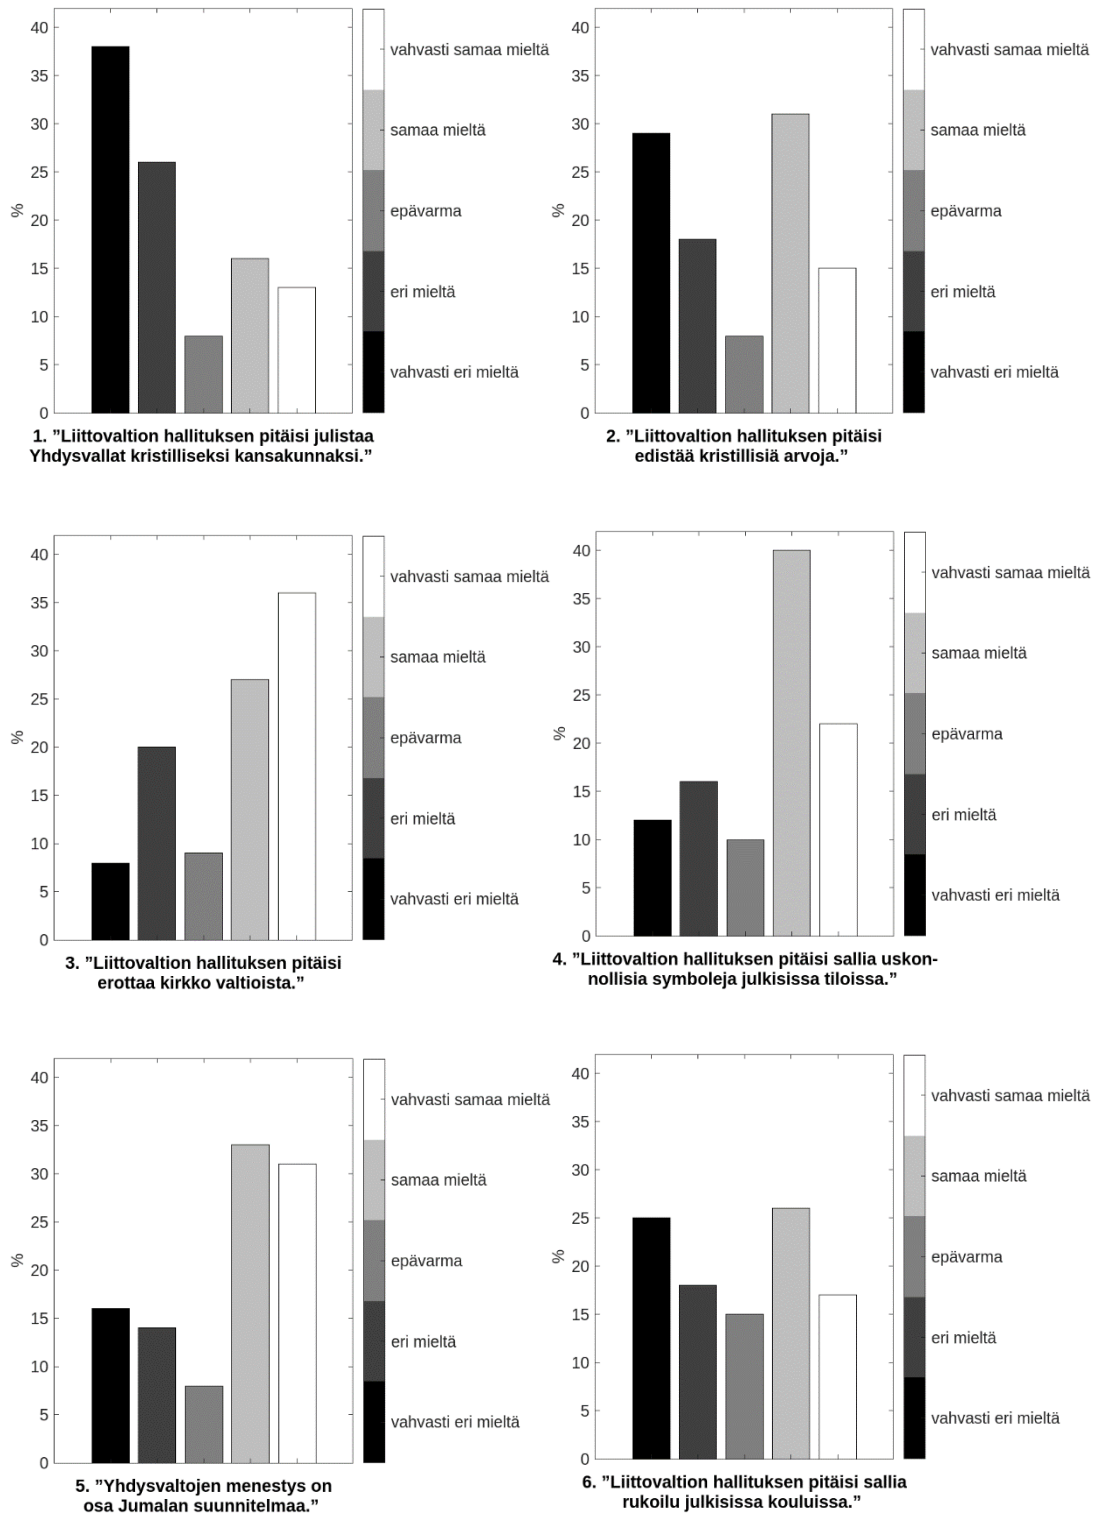 40
35
30
25
20
15
10
5
0
%
vahvasti samaa mieltä
samaa mieltä
epävarma
eri mieltä
vahvasti eri mieltä
1. ”Liittovaltion hallituksen pitäisi julistaa
Yhdysvallat kristilliseksi kansakunnaksi.”
40
35
30
25
20
15
10
5
0
%
vahvasti samaa mieltä
samaa mieltä
epävarma
eri mieltä
vahvasti eri mieltä
2. ”Liittovaltion hallituksen pitäisi
edistää kristillisiä arvoja.”
40
35
30
25
20
15
10
5
0
%
vahvasti samaa mieltä
samaa mieltä
epävarma
eri mieltä
vahvasti eri mieltä
3. ”Liittovaltion hallituksen pitäisi
erottaa kirkko valtioista.”
40
35
30
25
20
15
10
5
0
%
vahvasti samaa mieltä
samaa mieltä
epävarma
eri mieltä
vahvasti eri mieltä
4. ”Liittovaltion hallituksen pitäisi sallia uskon-
nollisia symboleja julkisissa tiloissa.”
40
35
30
25
20
15
10
5
0
%
vahvasti samaa mieltä
samaa mieltä
epävarma
eri mieltä
vahvasti eri mieltä
5. ”Yhdysvaltojen menestys on
osa Jumalan suunnitelmaa.”
40
35
30
25
20
15
10
5
0
%
vahvasti samaa mieltä
samaa mieltä
epävarma
eri mieltä
vahvasti eri mieltä
6. ”Liittovaltion hallituksen pitäisi sallia
rukoilu julkisissa kouluissa.”